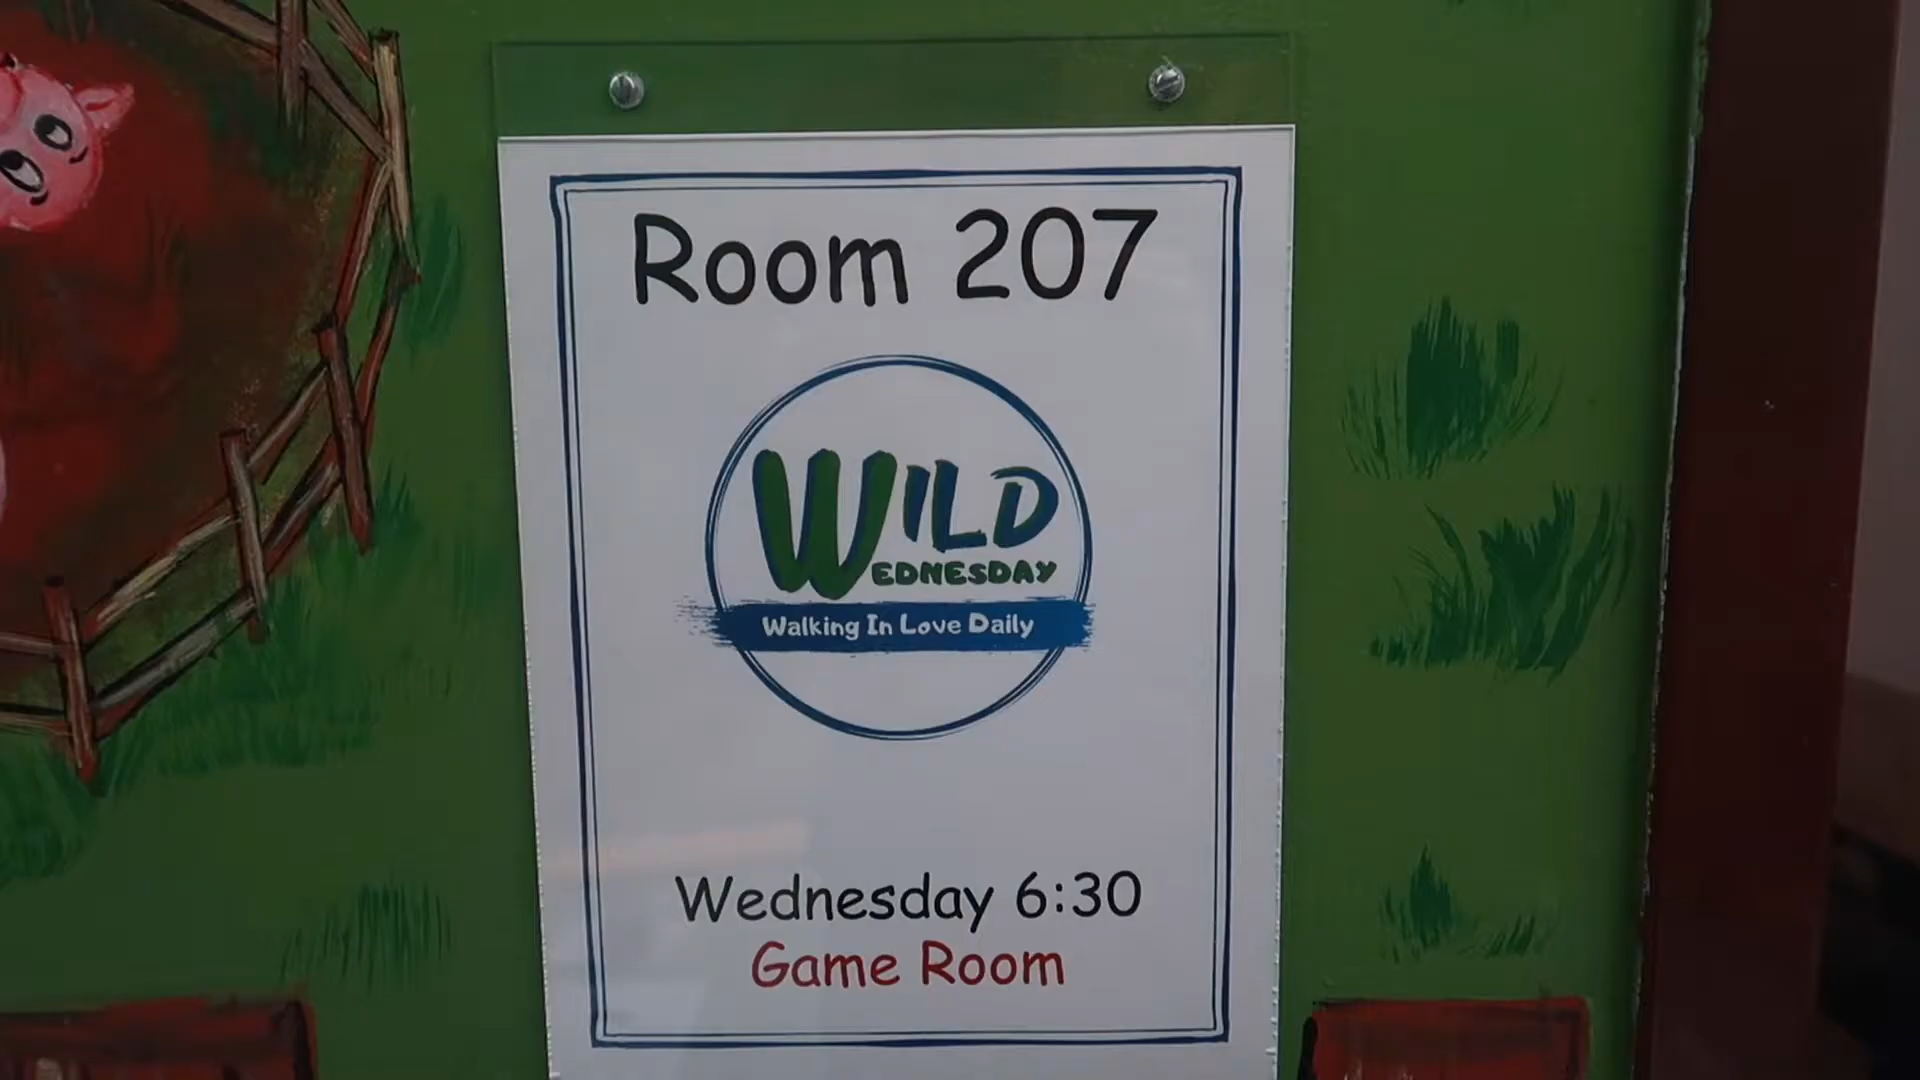 Room 207
WILD
WEDNESDAY
Walking In Love Daily
Wednesday 6:30
Game Room